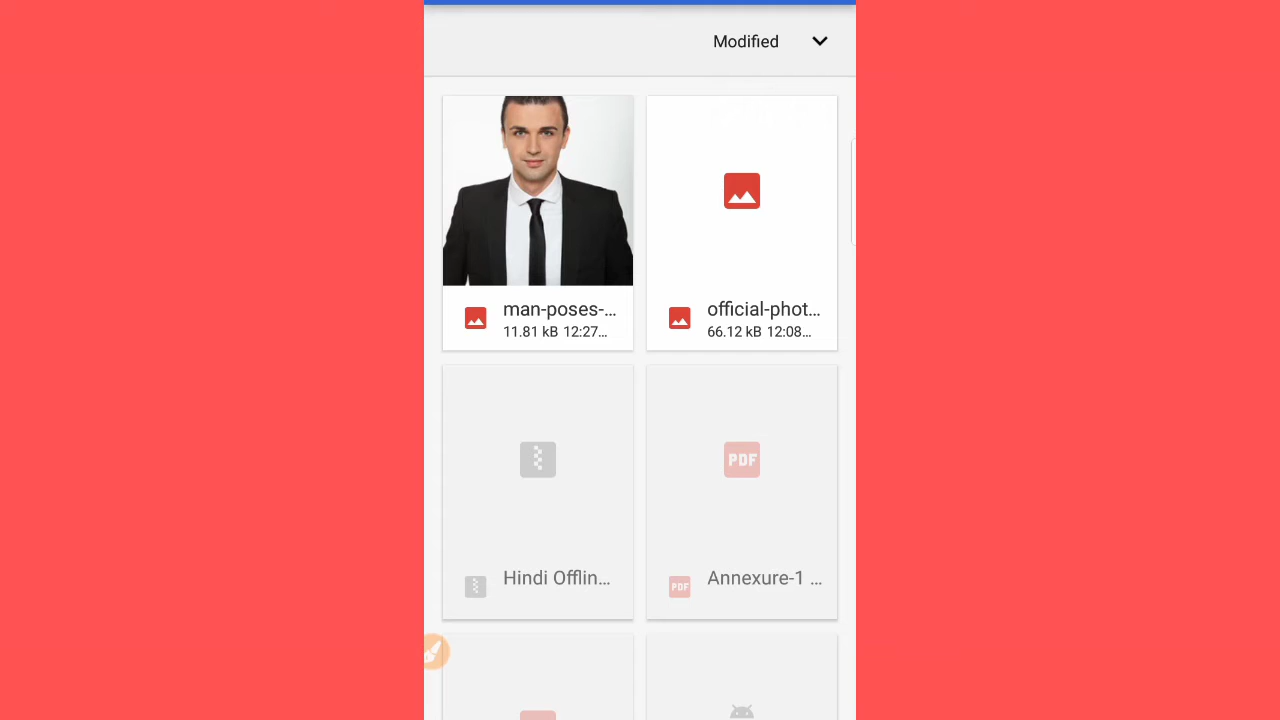 Modified
man-poses-...
11.81 kB 12:27...
official-phot...
66.12 kB 12:08...
PDF
Hindi Offlin...
PDF
Annexure-1 ...